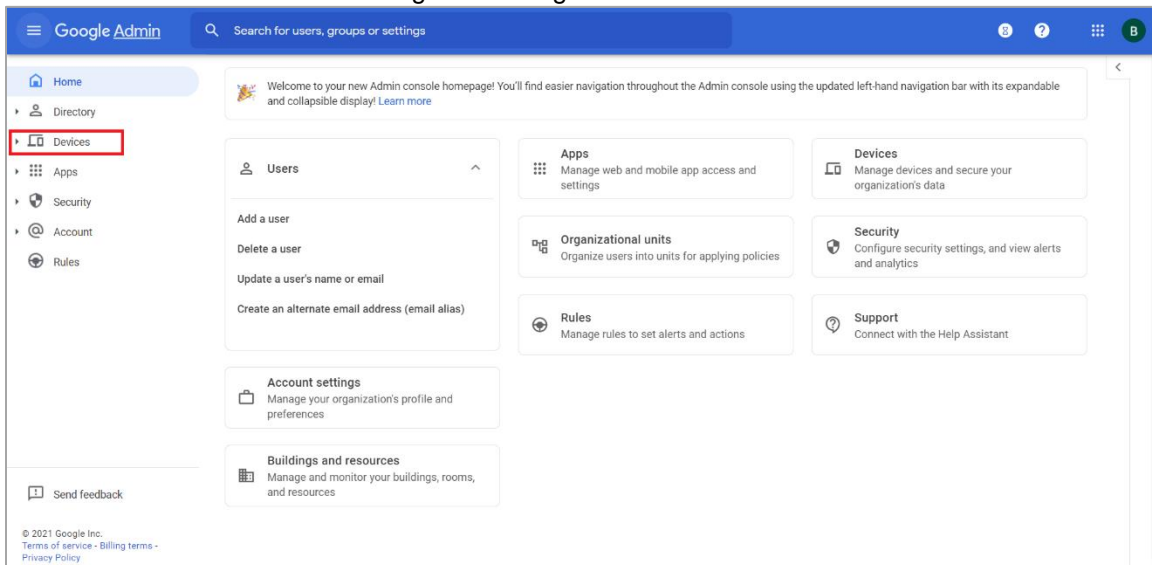 Google Admin
Search for users, groups or settings
8
?
B
Home
Directory
Devices
Apps
Security
Account
Rules
Send feedback
© 2021 Google Inc.
Terms of service - Billing terms -
Privacy Policy
Welcome to your new Admin console homepage! You'll find easier navigation throughout the Admin console using the updated left-hand navigation bar with its expandable
and collapsible display! Learn more
Users
Add a user
Delete a user
Update a user's name or email
Create an alternate email address (email alias)
Apps
Manage web and mobile app access and
settings
Devices
Manage devices and secure your
organization's data
Organizational units
Organize users into units for applying policies
Security
Configure security settings, and view alerts
and analytics
Rules
Manage rules to set alerts and actions
Support
Connect with the Help Assistant
Account settings
Manage your organization's profile and
preferences
Buildings and resources
Manage and monitor your buildings, rooms,
and resources